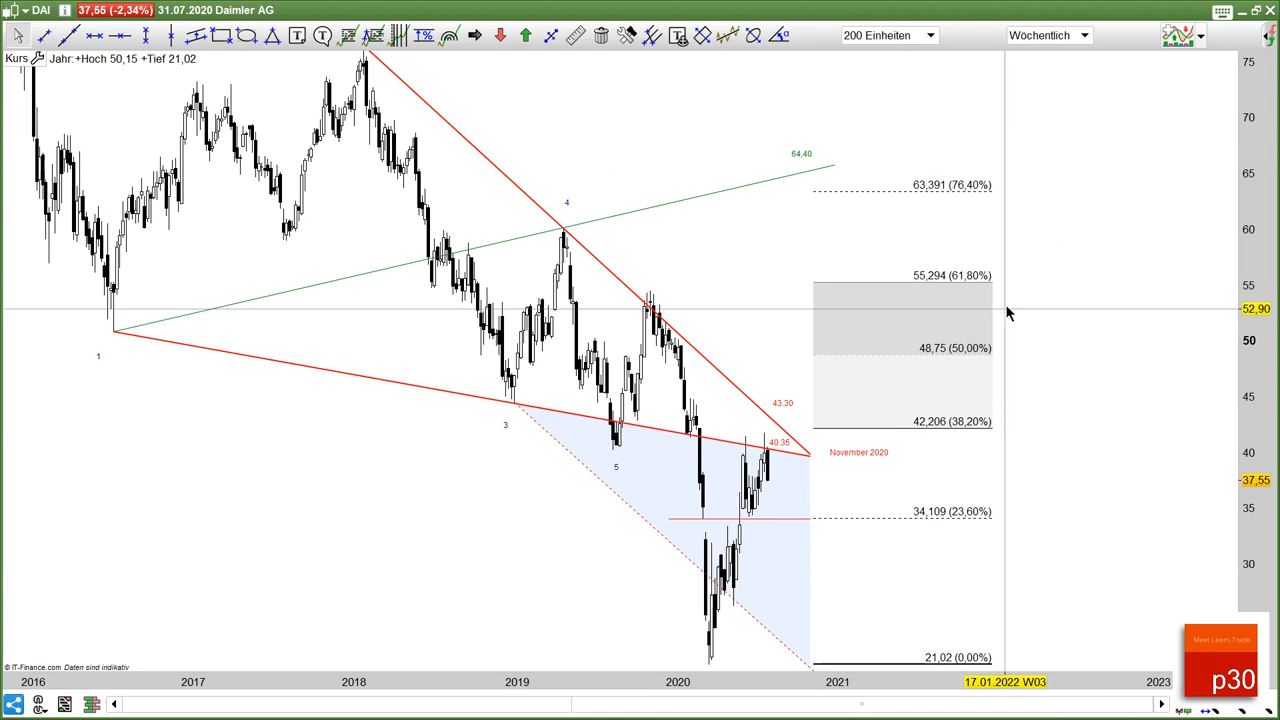 DAI 37,55 (-2,34%) 31.07.2020 Daimler AG
200 Einheiten
Wöchentlich
Kurs Jahr:+Hoch 50,15 +Tief 21,02
75
70
65
60
55
52,90
50
45
40
37,55
35
30
64,40
63,391 (76,40%)
4
55,294 (61,80%)
48,75 (50,00%)
1
43.30
42,206 (38,20%)
3
40.35
November 2020
5
34,109 (23,60%)
21,02 (0,00%)
Meet.Learn.Trade
p30
© IT-Finance.com Daten sind indikativ
2016 2017 2018 2019 2020 2021 17.01.2022 W03 2023